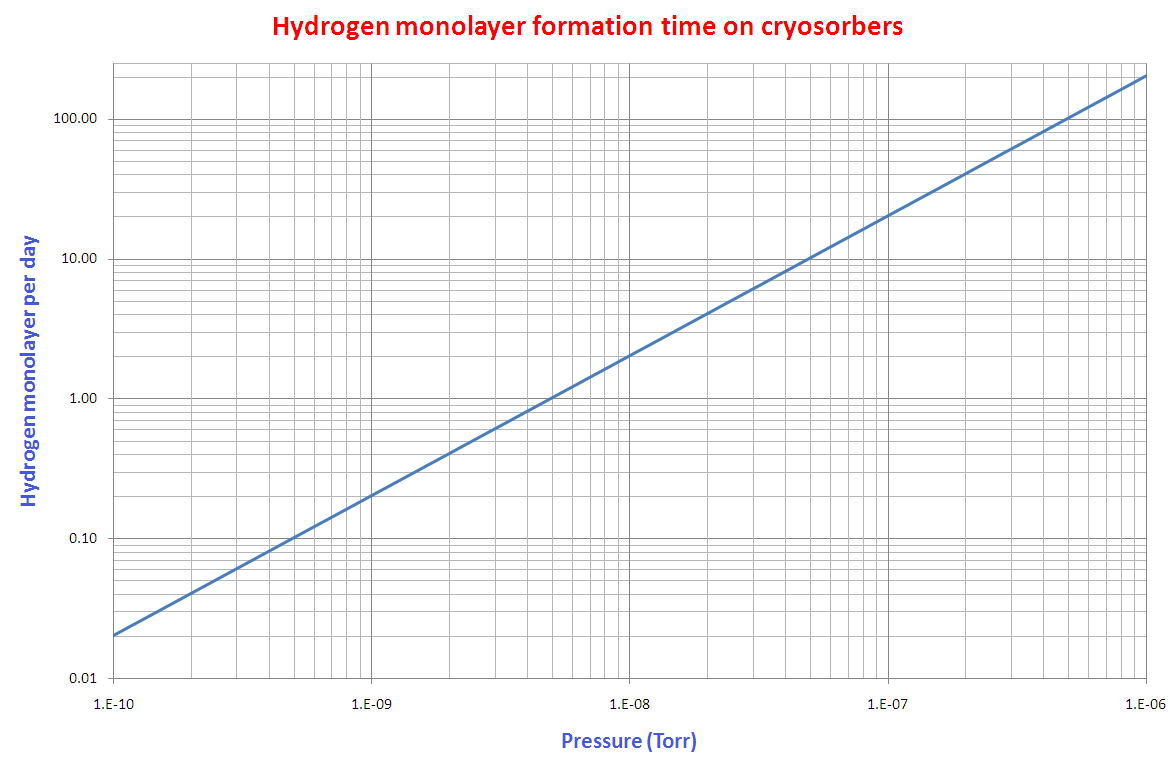 Hydrogen monolayer formation time on cryosorbers
Hydrogen monolayer per day
100.00
10.00
1.00
0.10
0.01
1.E-10 1.E-09 1.E-08 1.E-07 1.E-06
Pressure (Torr)